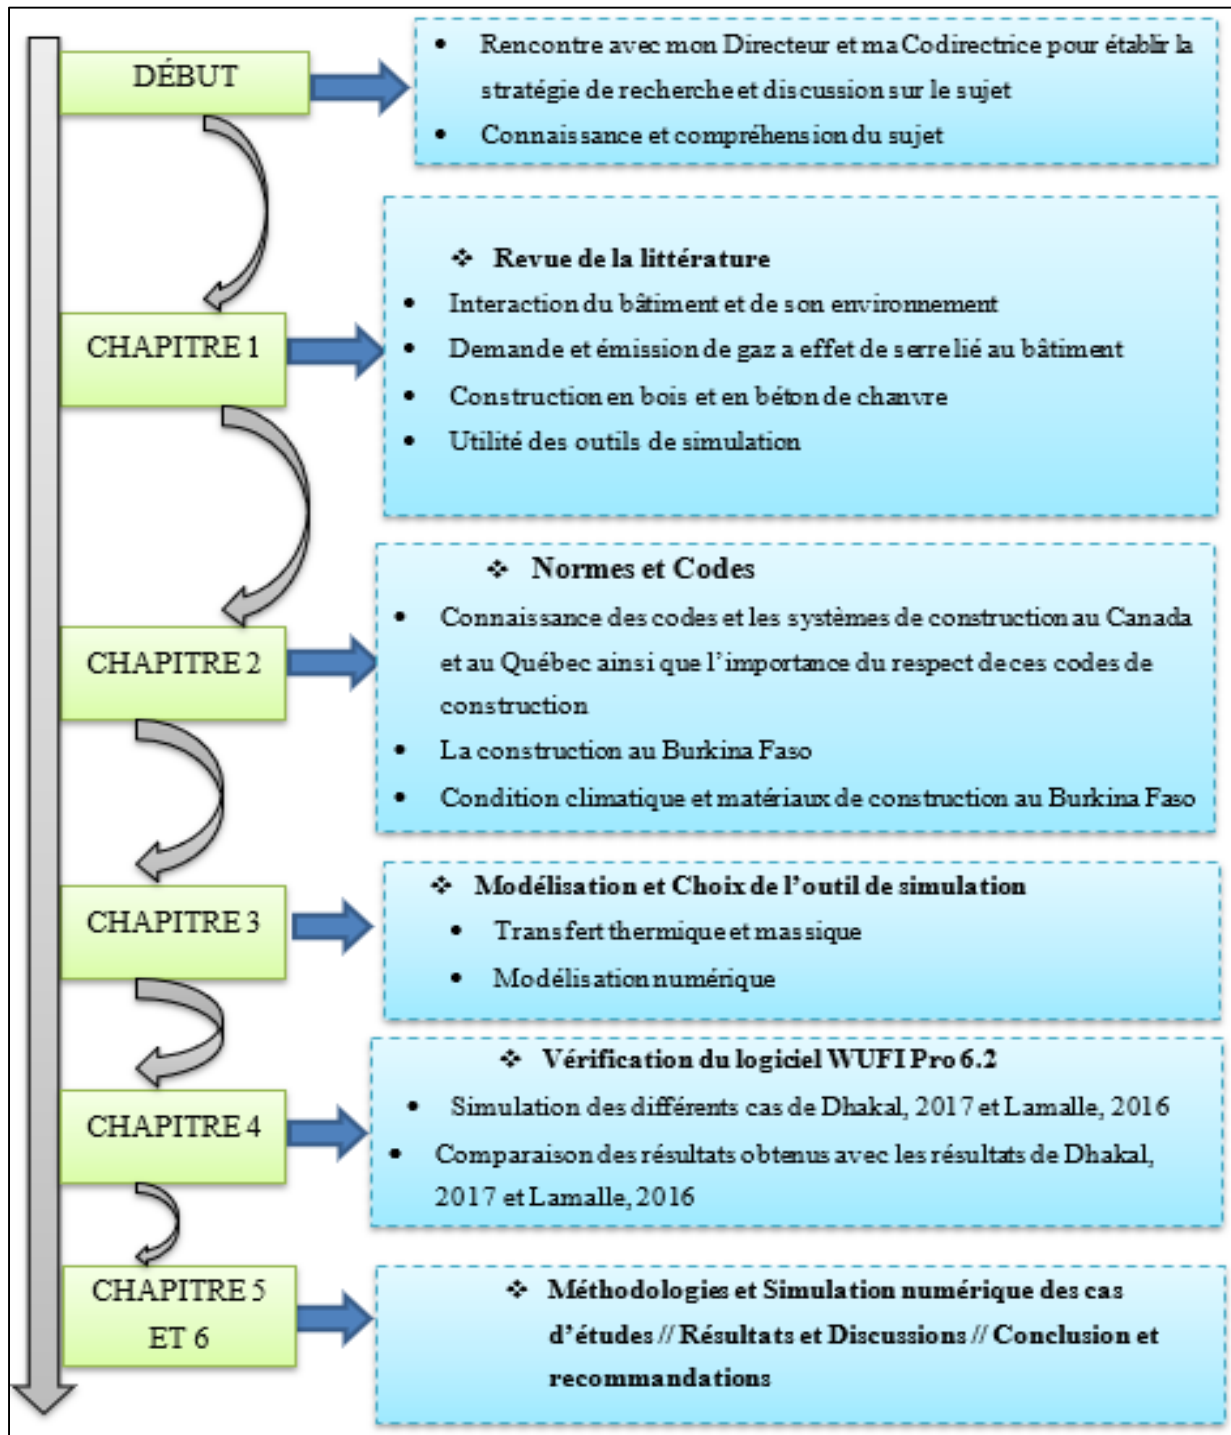 DÉBUT
• Rencontre avec mon Directeur et ma Codirectrice pour établir la
stratégie de recherche et discussion sur le sujet
• Connaissance et compréhension du sujet
CHAPITRE 1
❖ Revue de la littérature
• Interaction du bâtiment et de son environnement
• Demande et émission de gaz a effet de serre lié au bâtiment
• Construction en bois et en béton de chanvre
• Utilité des outils de simulation
CHAPITRE 2
❖ Normes et Codes
• Connaissance des codes et les systèmes de construction au Canada
et au Québec ainsi que l’importance du respect de ces codes de
construction
• La construction au Burkina Faso
• Condition climatique et matériaux de construction au Burkina Faso
CHAPITRE 3
❖ Modélisation et Choix de l’outil de simulation
• Transfert thermique et massique
• Modélisation numérique
CHAPITRE 4
❖ Vérification du logiciel WUFI Pro 6.2
• Simulation des différents cas de Dhakal, 2017 et Lamalle, 2016
• Comparaison des résultats obtenus avec les résultats de Dhakal,
2017 et Lamalle, 2016
CHAPITRE 5
ET 6
❖ Méthodologies et Simulation numérique des cas
d’études // Résultats et Discussions // Conclusion et
recommandations